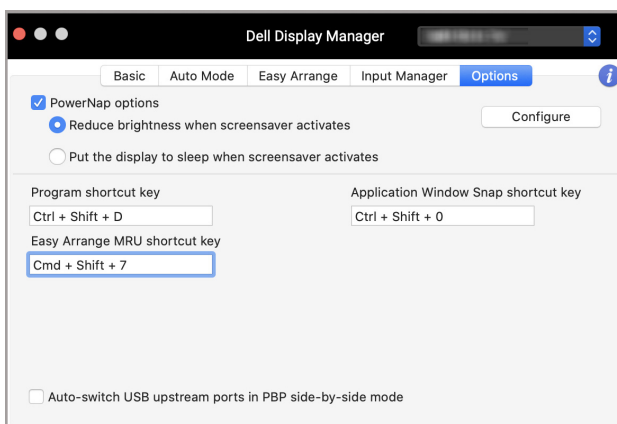 Dell Display Manager
Basic Auto Mode Easy Arrange Input Manager Options i
PowerNap options
Configure
Reduce brightness when screensaver activates
Put the display to sleep when screensaver activates
Program shortcut key Application Window Snap shortcut key
Ctrl + Shift + D Ctrl + Shift + 0
Easy Arrange MRU shortcut key
Cmd + Shift + 7
Auto-switch USB upstream ports in PBP side-by-side mode